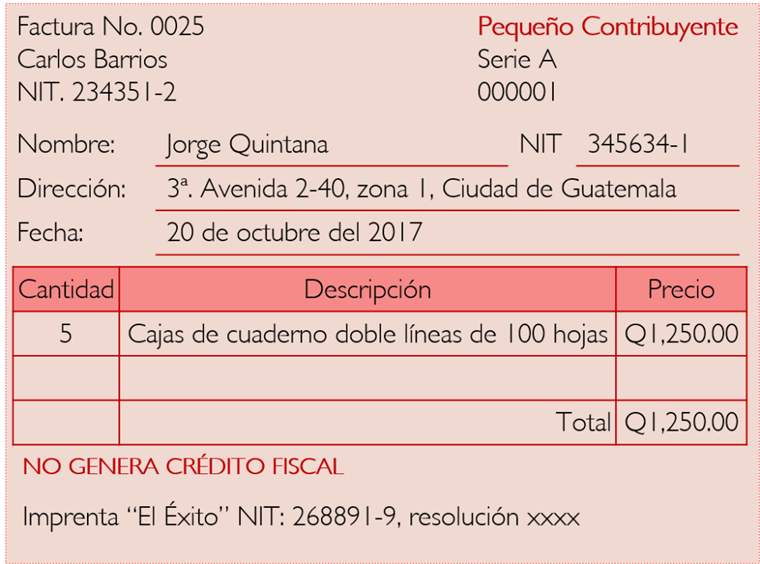 Factura No. 0025 Pequeño Contribuyente
Carlos Barrios Serie A
NIT. 234351-2 000001
Nombre: Jorge Quintana NIT 345634-1
Dirección: 3ª. Avenida 2-40, zona 1, Ciudad de Guatemala
Fecha: 20 de octubre del 2017
Cantidad Descripción Precio
5 Cajas de cuaderno doble líneas de 100 hojas Q1,250.00
Total Q1,250.00
NO GENERA CRÉDITO FISCAL
Imprenta “El Éxito” NIT: 268891-9, resolución xxxx